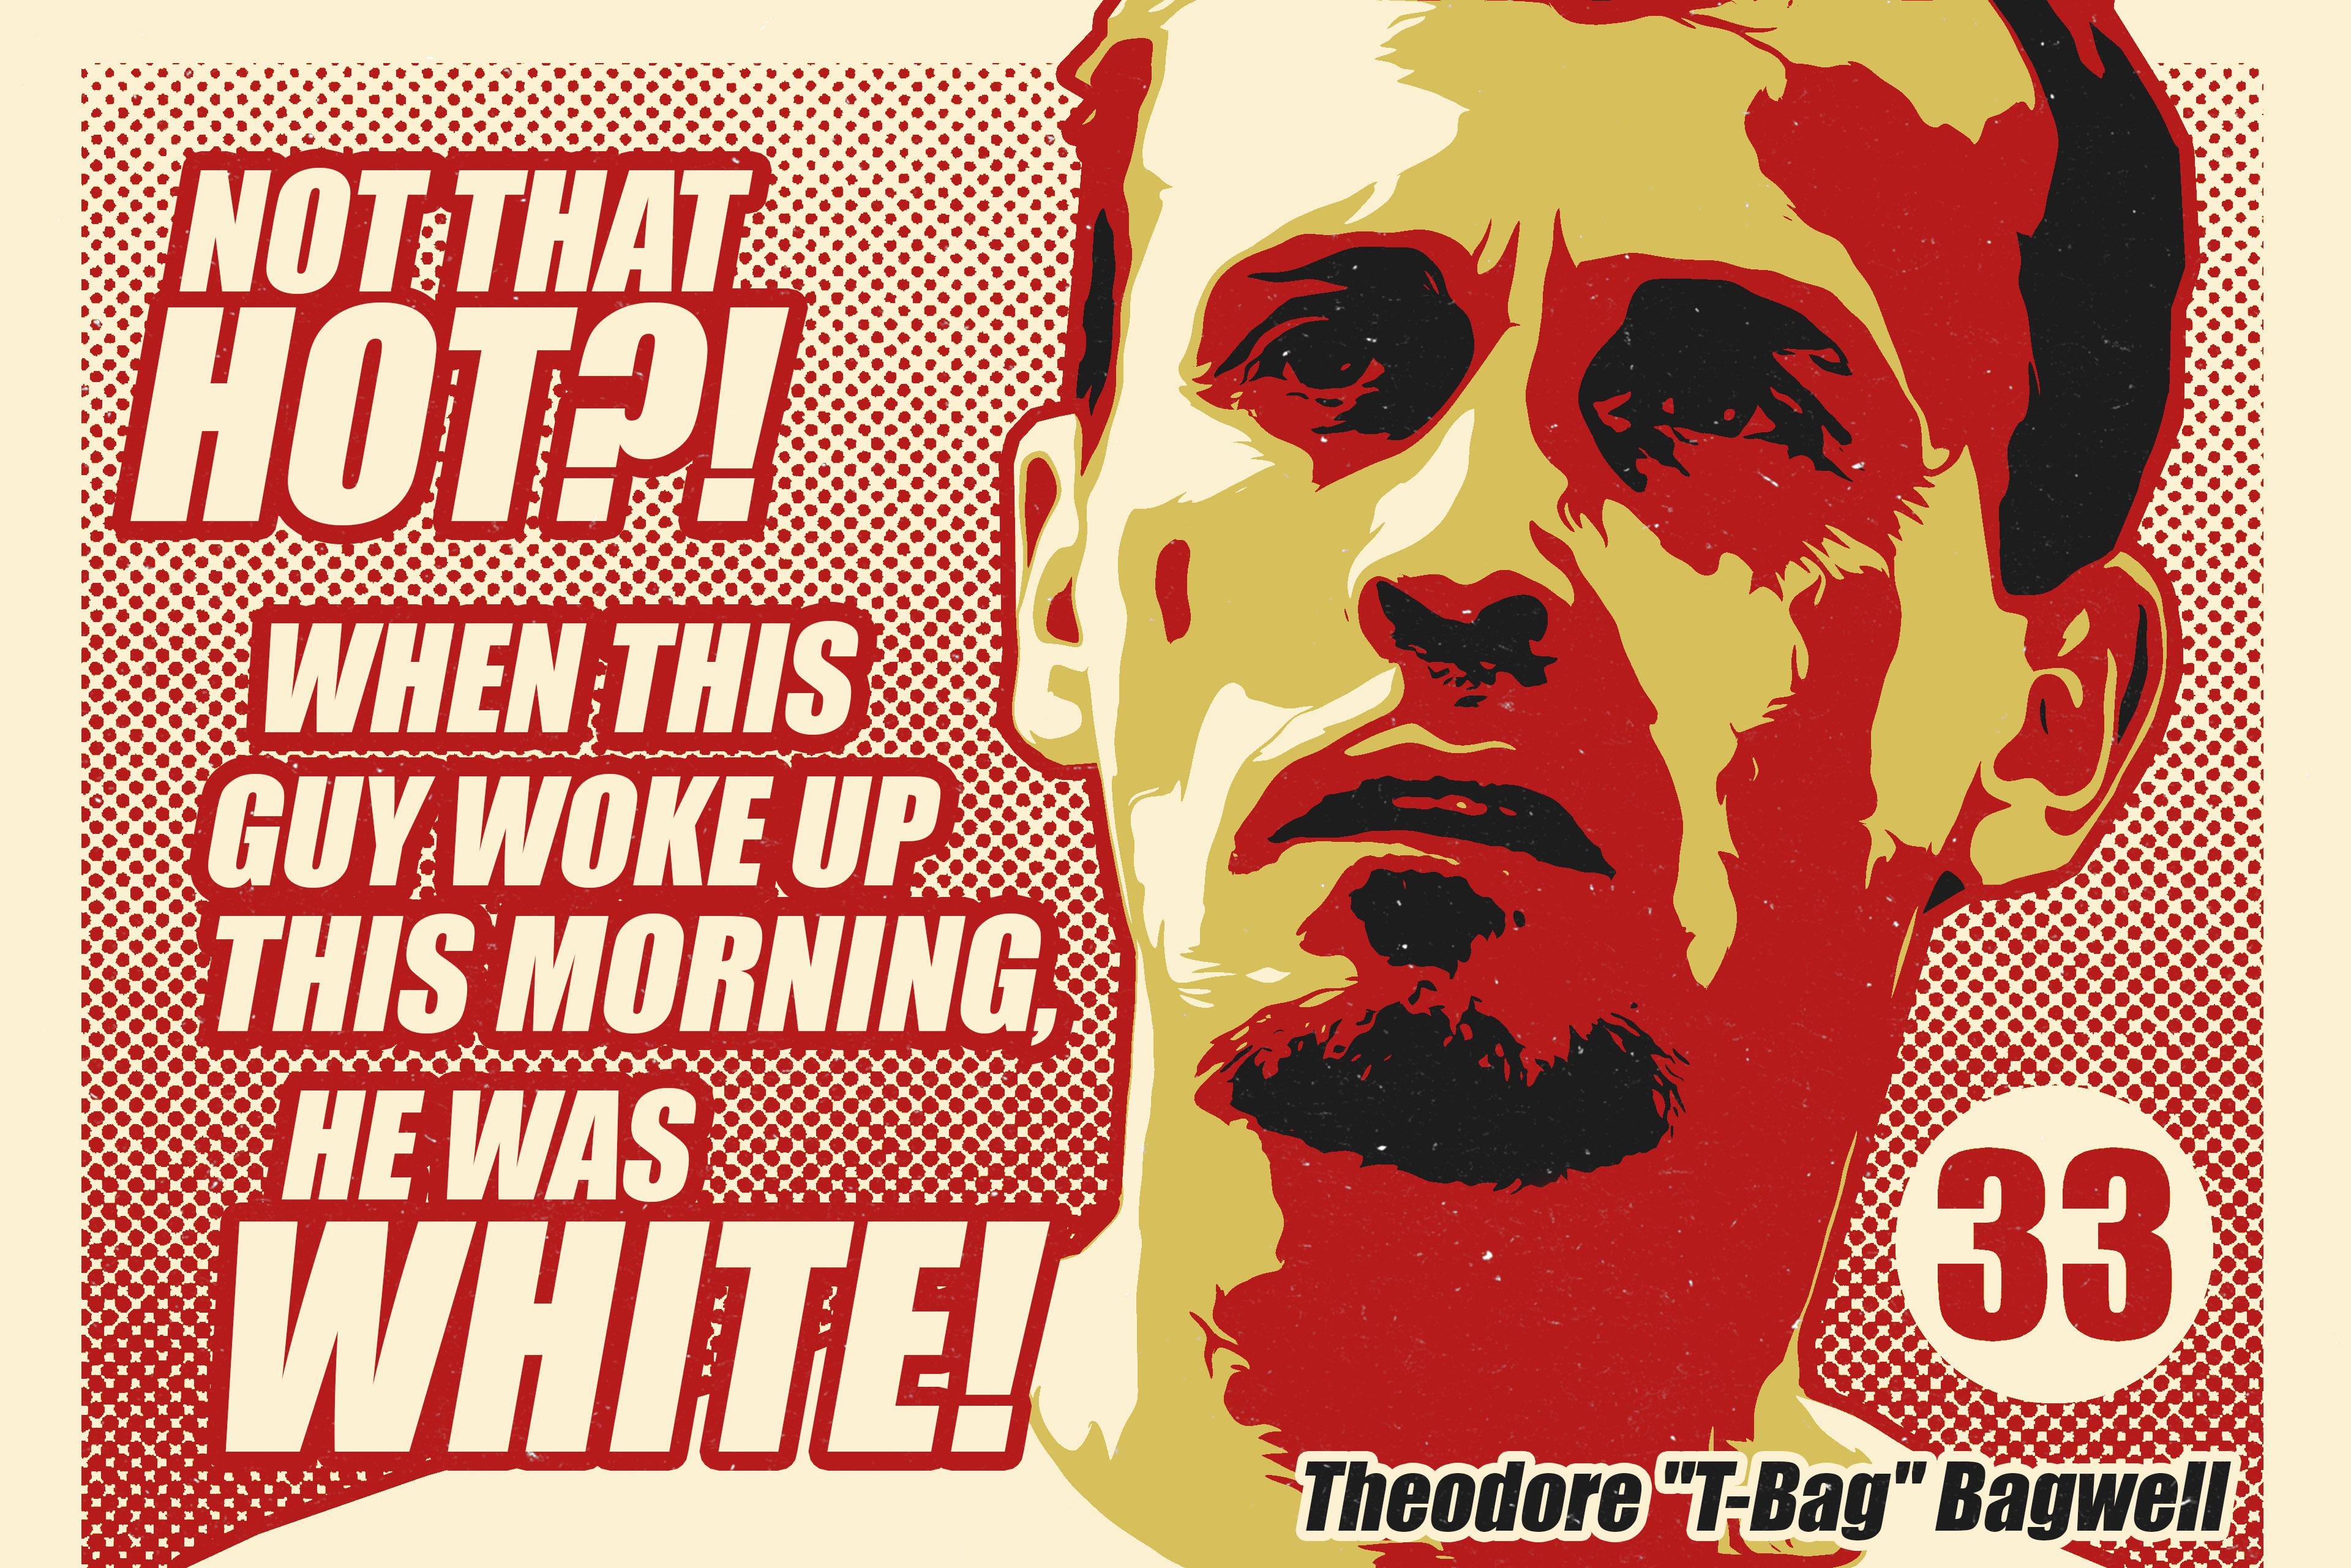 NOT THAT
HOT?!
WHEN THIS
GUY WOKE UP
THIS MORNING,
HE WAS
WHITE!
33
Theodore "T-Bag" Bagwell